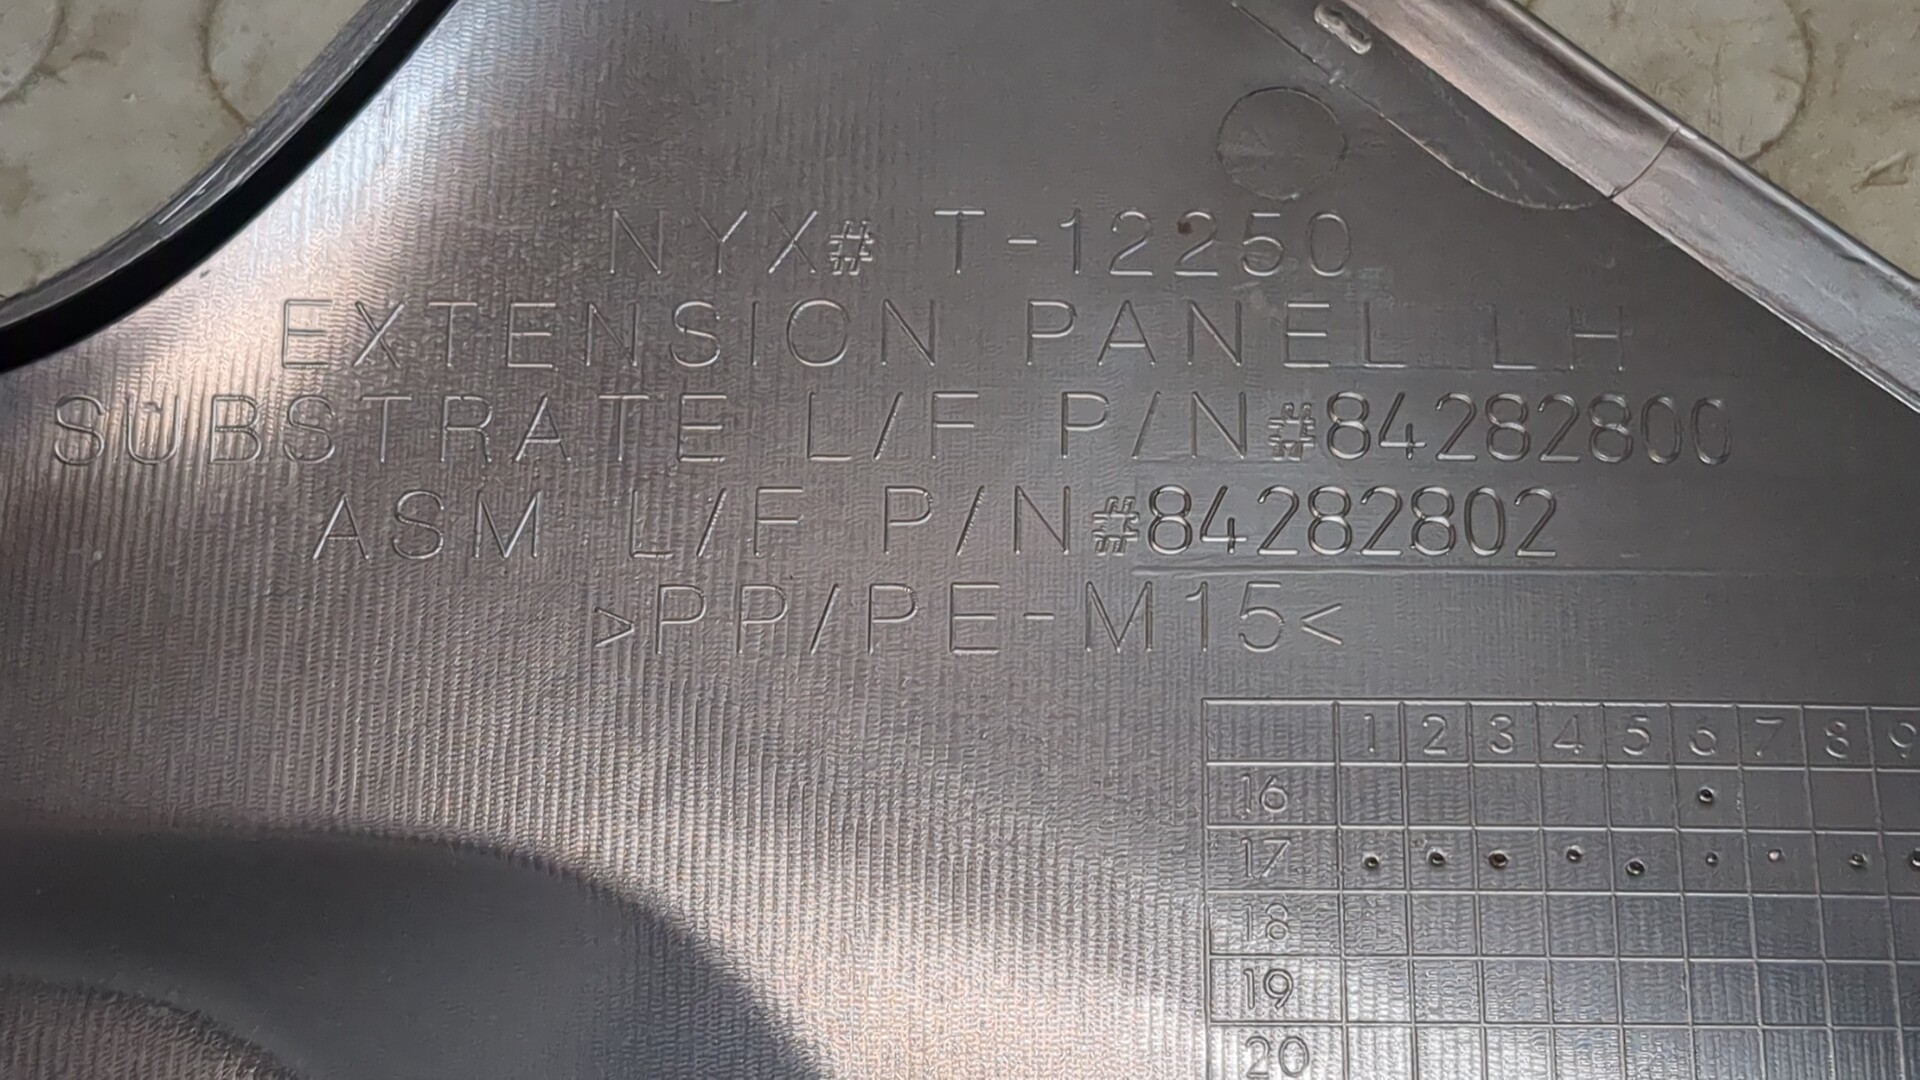 NYX# T-12250
EXTENSION PANEL LH
SUBSTRATE L/F P/N#84282800
ASM L/F P/N#84282802
>PP/PE-M15<
1 2 3 4 5 6 7 8 9
16
17
18
19
20